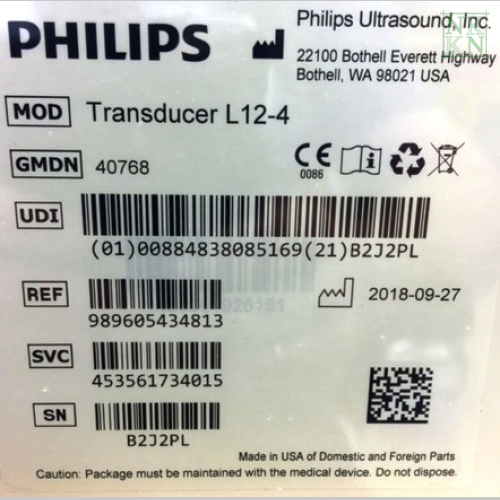 PHILIPS
Philips Ultrasound, Inc.
22100 Bothell Everett Highway
Bothell, WA 98021 USA
MOD Transducer L12-4
GMDN 40768
CE
0086
UDI
(01)00884838085169(21)B2J2PL
REF
989605434813
2018-09-27
SVC
453561734015
SN
B2J2PL
Made in USA of Domestic and Foreign Parts
Caution: Package must be maintained with the medical device. Do not dispose.